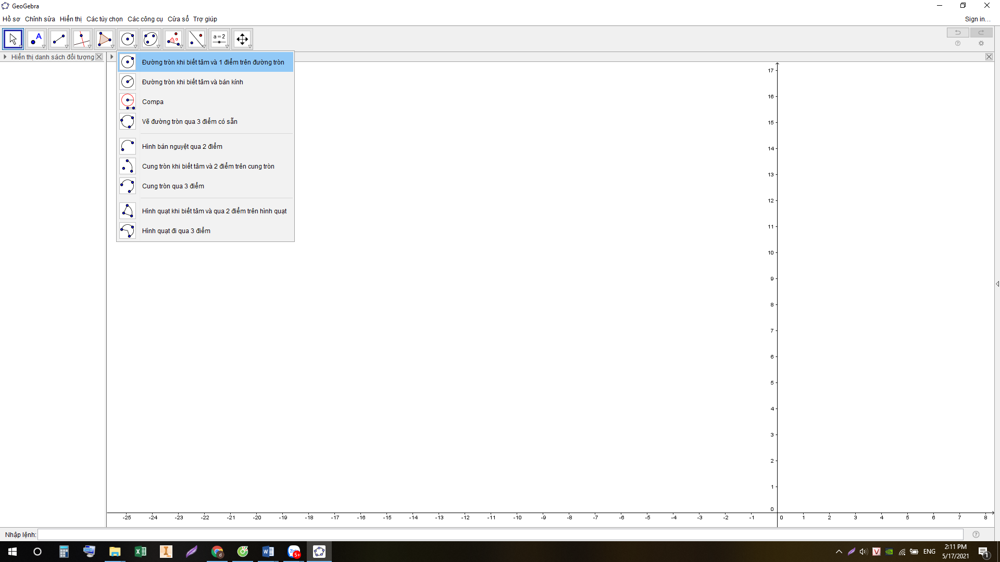 GeoGebra
Hồ sơ Chỉnh sửa Hiển thị Các tùy chọn Các công cụ Cửa sổ Trợ giúp
Sign in...
A
α
a = 2
Hiển thị danh sách đối tượng
Đường tròn khi biết tâm và 1 điểm trên đường tròn
Đường tròn khi biết tâm và bán kính
Compa
Vẽ đường tròn qua 3 điểm có sẵn
Hình bán nguyệt qua 2 điểm
Cung tròn khi biết tâm và 2 điểm trên cung tròn
Cung tròn qua 3 điểm
Hình quạt khi biết tâm và qua 2 điểm trên hình quạt
Hình quạt đi qua 3 điểm
17
16
15
14
13
12
11
10
9
8
7
6
5
4
3
2
1
0
-25 -24 -23 -22 -21 -20 -19 -18 -17 -16 -15 -14 -13 -12 -11 -10 -9 -8 -7 -6 -5 -4 -3 -2 -1 0 1 2 3 4 5 6 7 8
Nhập lệnh:
5+
ENG
2:11 PM
5/17/2021
1